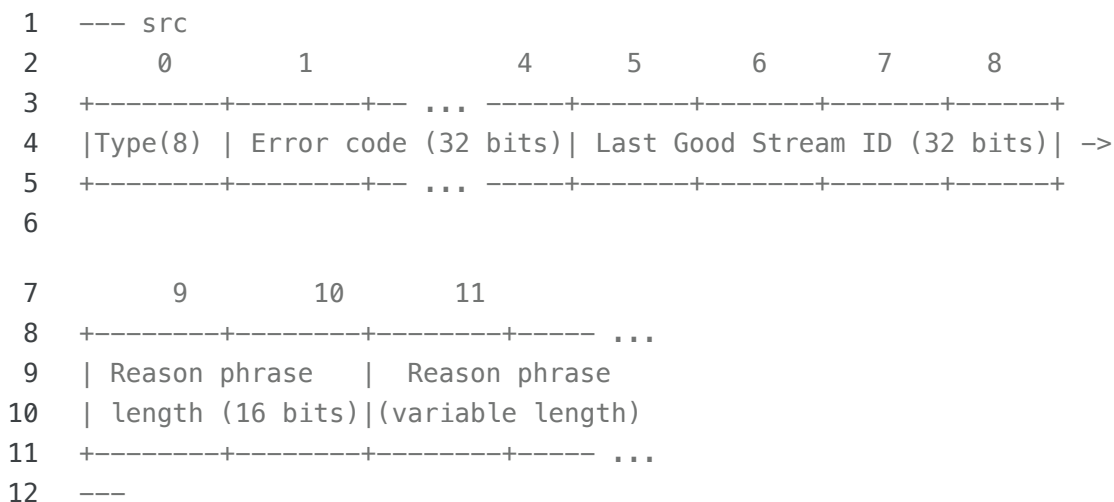 1 --- src
2      0        1             4      5       6       7      8
3 +--------+--------+-- ... -----+-------+-------+-------+------+
4 |Type(8) | Error code (32 bits)| Last Good Stream ID (32 bits)| ->
5 +--------+--------+-- ... -----+-------+-------+-------+------+
6
7       9        10       11
8 +--------+--------+--------+----- ...
9 | Reason phrase   |  Reason phrase
10 | length (16 bits)|(variable length)
11 +--------+--------+--------+----- ...
12 ---